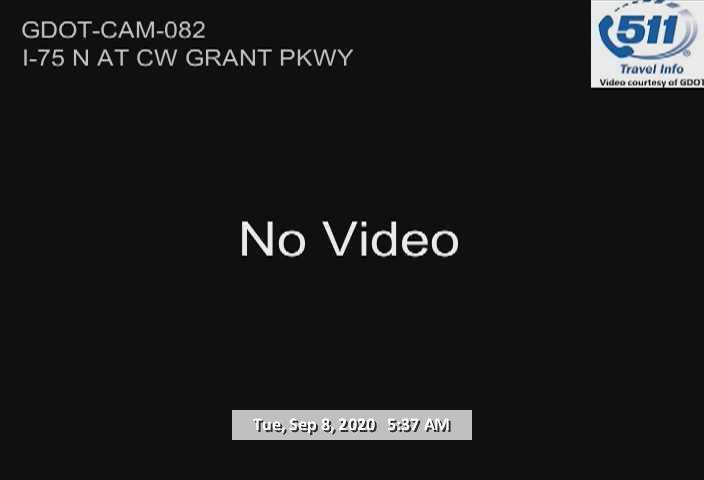 GDOT-CAM-082
I-75 N AT CW GRANT PKWY
511
Travel Info
Video courtesy of GDOT
No Video
Tue, Sep 8, 2020 5:37 AM